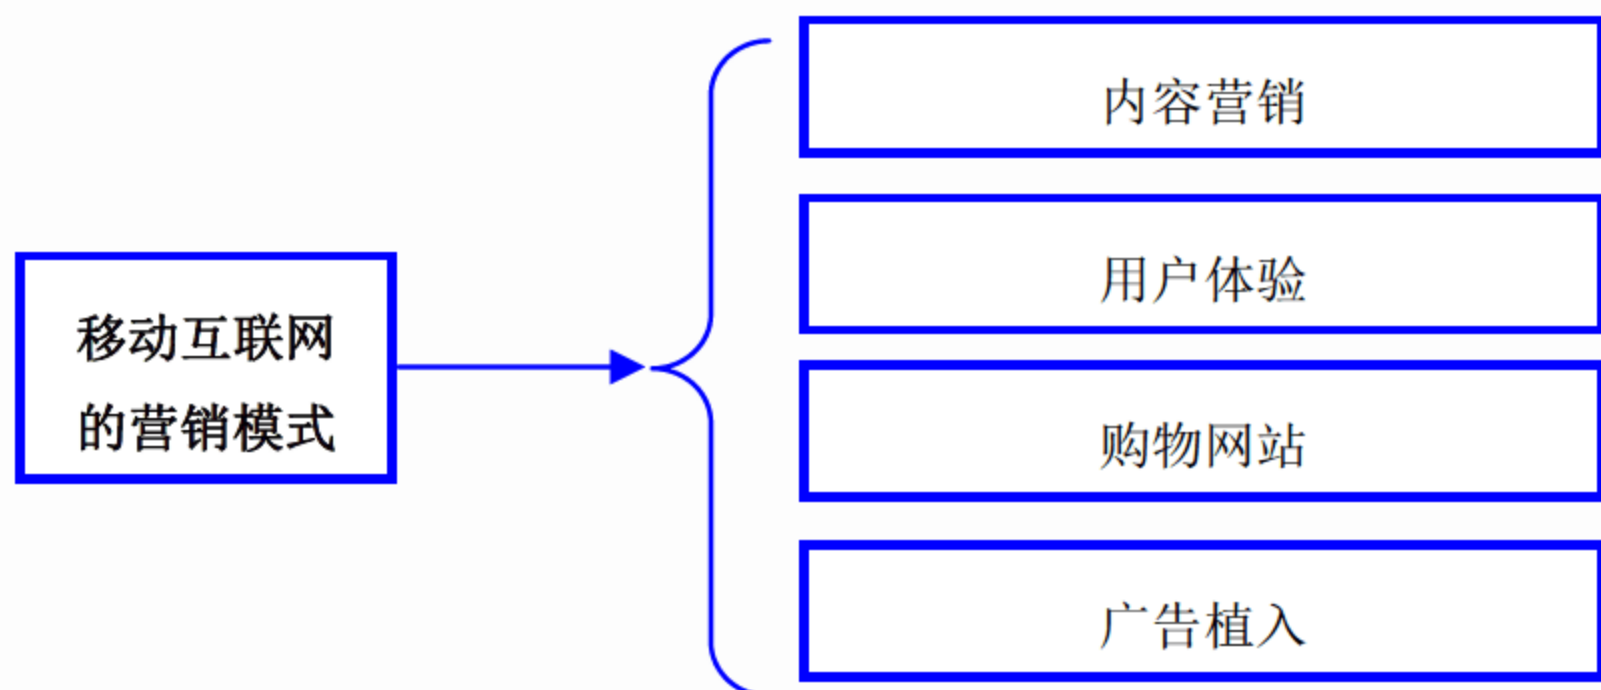 移动互联网
的营销模式
内容营销
用户体验
购物网站
广告植入